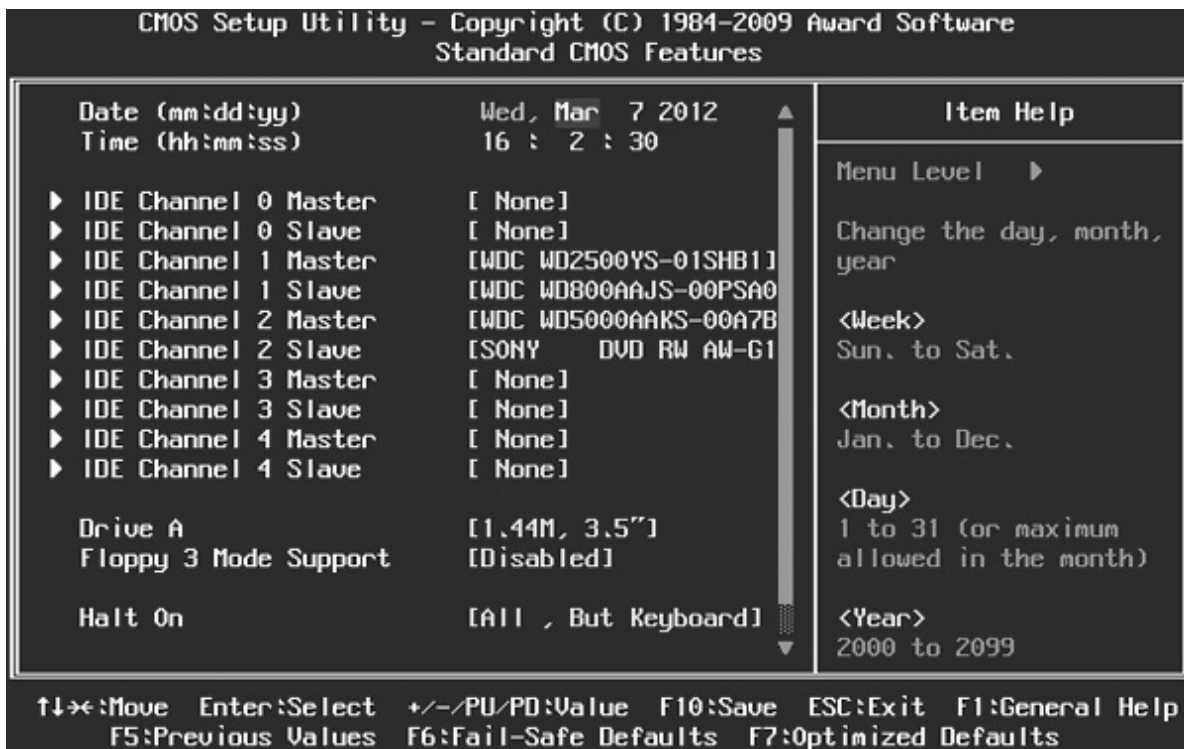 CMOS Setup Utility – Copyright (C) 1984–2009 Award Software
Standard CMOS Features
Date (mm:dd:yy) Wed, Mar 7 2012
Time (hh:mm:ss) 16 : 2 : 30
▶ IDE Channel 0 Master [ None]
▶ IDE Channel 0 Slave [ None]
▶ IDE Channel 1 Master [WDC WD2500YS–01SHB1]
▶ IDE Channel 1 Slave [WDC WD800AAJS–00PSA0
▶ IDE Channel 2 Master [WDC WD5000AAKS–00A7B
▶ IDE Channel 2 Slave [SONY DVD RW AW–G1
▶ IDE Channel 3 Master [ None]
▶ IDE Channel 3 Slave [ None]
▶ IDE Channel 4 Master [ None]
▶ IDE Channel 4 Slave [ None]
Drive A [1.44M, 3.5″]
Floppy 3 Mode Support [Disabled]
Halt On [All , But Keyboard]
Item Help
Menu Level ▶
Change the day, month,
year
<Week>
Sun. to Sat.
<Month>
Jan. to Dec.
<Day>
1 to 31 (or maximum
allowed in the month)
<Year>
2000 to 2099
↑↓→←:Move Enter:Select +/–/PU/PD:Value F10:Save ESC:Exit F1:General Help
F5:Previous Values F6:Fail–Safe Defaults F7:Optimized Defaults